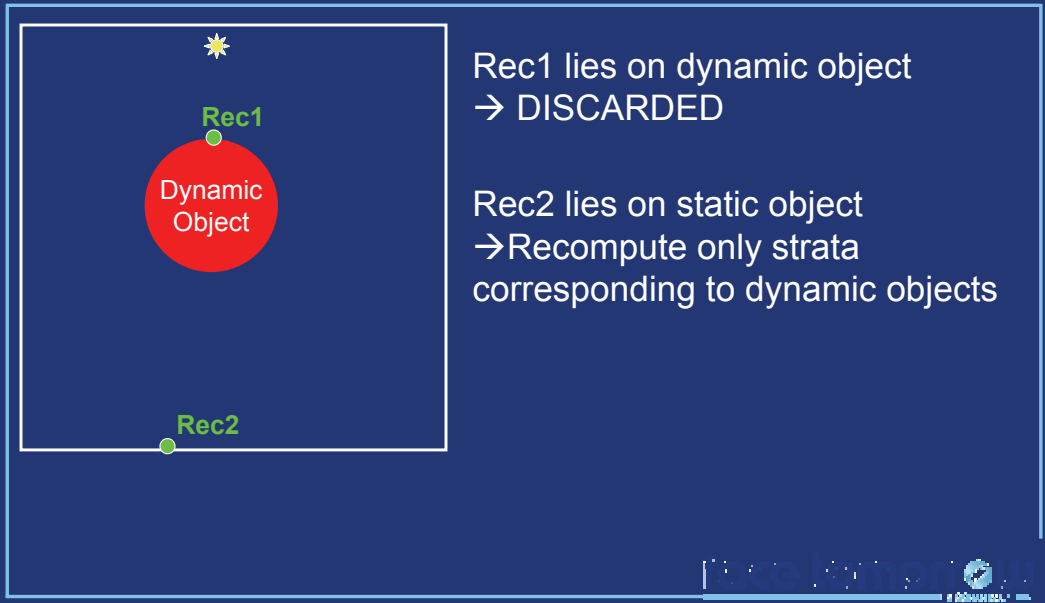 Rec1 lies on dynamic object
→ DISCARDED
Rec1
Dynamic
Object
Rec2 lies on static object
→Recompute only strata
corresponding to dynamic objects
Rec2